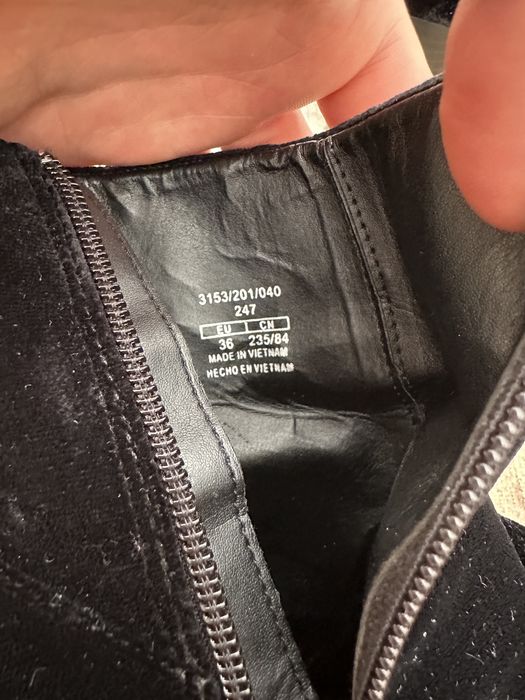 3153/201/040
247
EU CN
36 235/84
MADE IN VIETNAM
HECHO EN VIETNAM